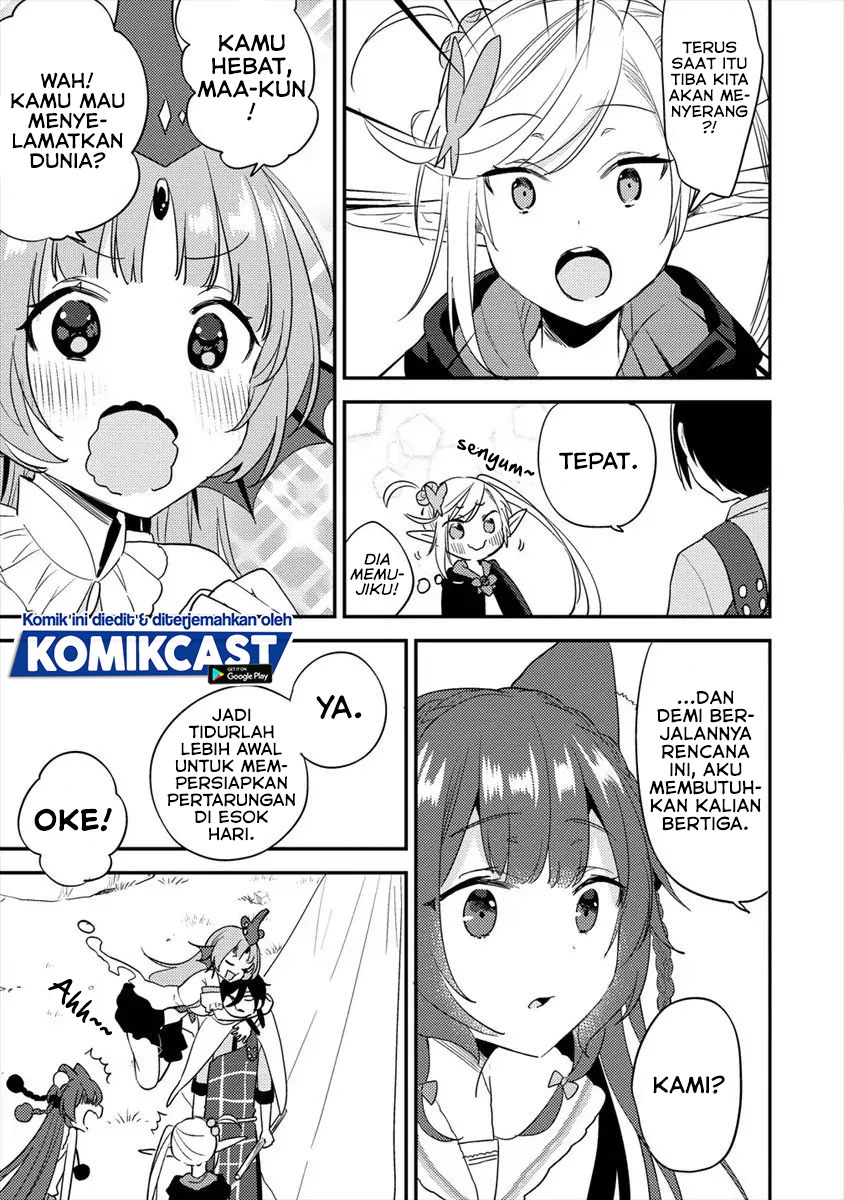 TERUS
SAAT ITU
TIBA KITA
AKAN ME-
NYERANG
?!
KAMU
HEBAT,
MAA-KUN
!
WAH!
KAMU MAU
MENYE-
LAMATKAN
DUNIA?
TEPAT.
senyum~
DIA
MEMU-
JIKU!
Komik ini diedit & diterjemahkan oleh
KOMIKCAST
GET IT ON
Google Play
...DAN
DEMI BER-
JALANNYA
RENCANA
INI, AKU
MEMBUTUH-
KAN KALIAN
BERTIGA.
KAMI?
YA.
JADI
TIDURLAH
LEBIH AWAL
UNTUK MEM-
PERSIAPKAN
PERTARUNGAN
DI ESOK
HARI.
OKE!
Ahh~~